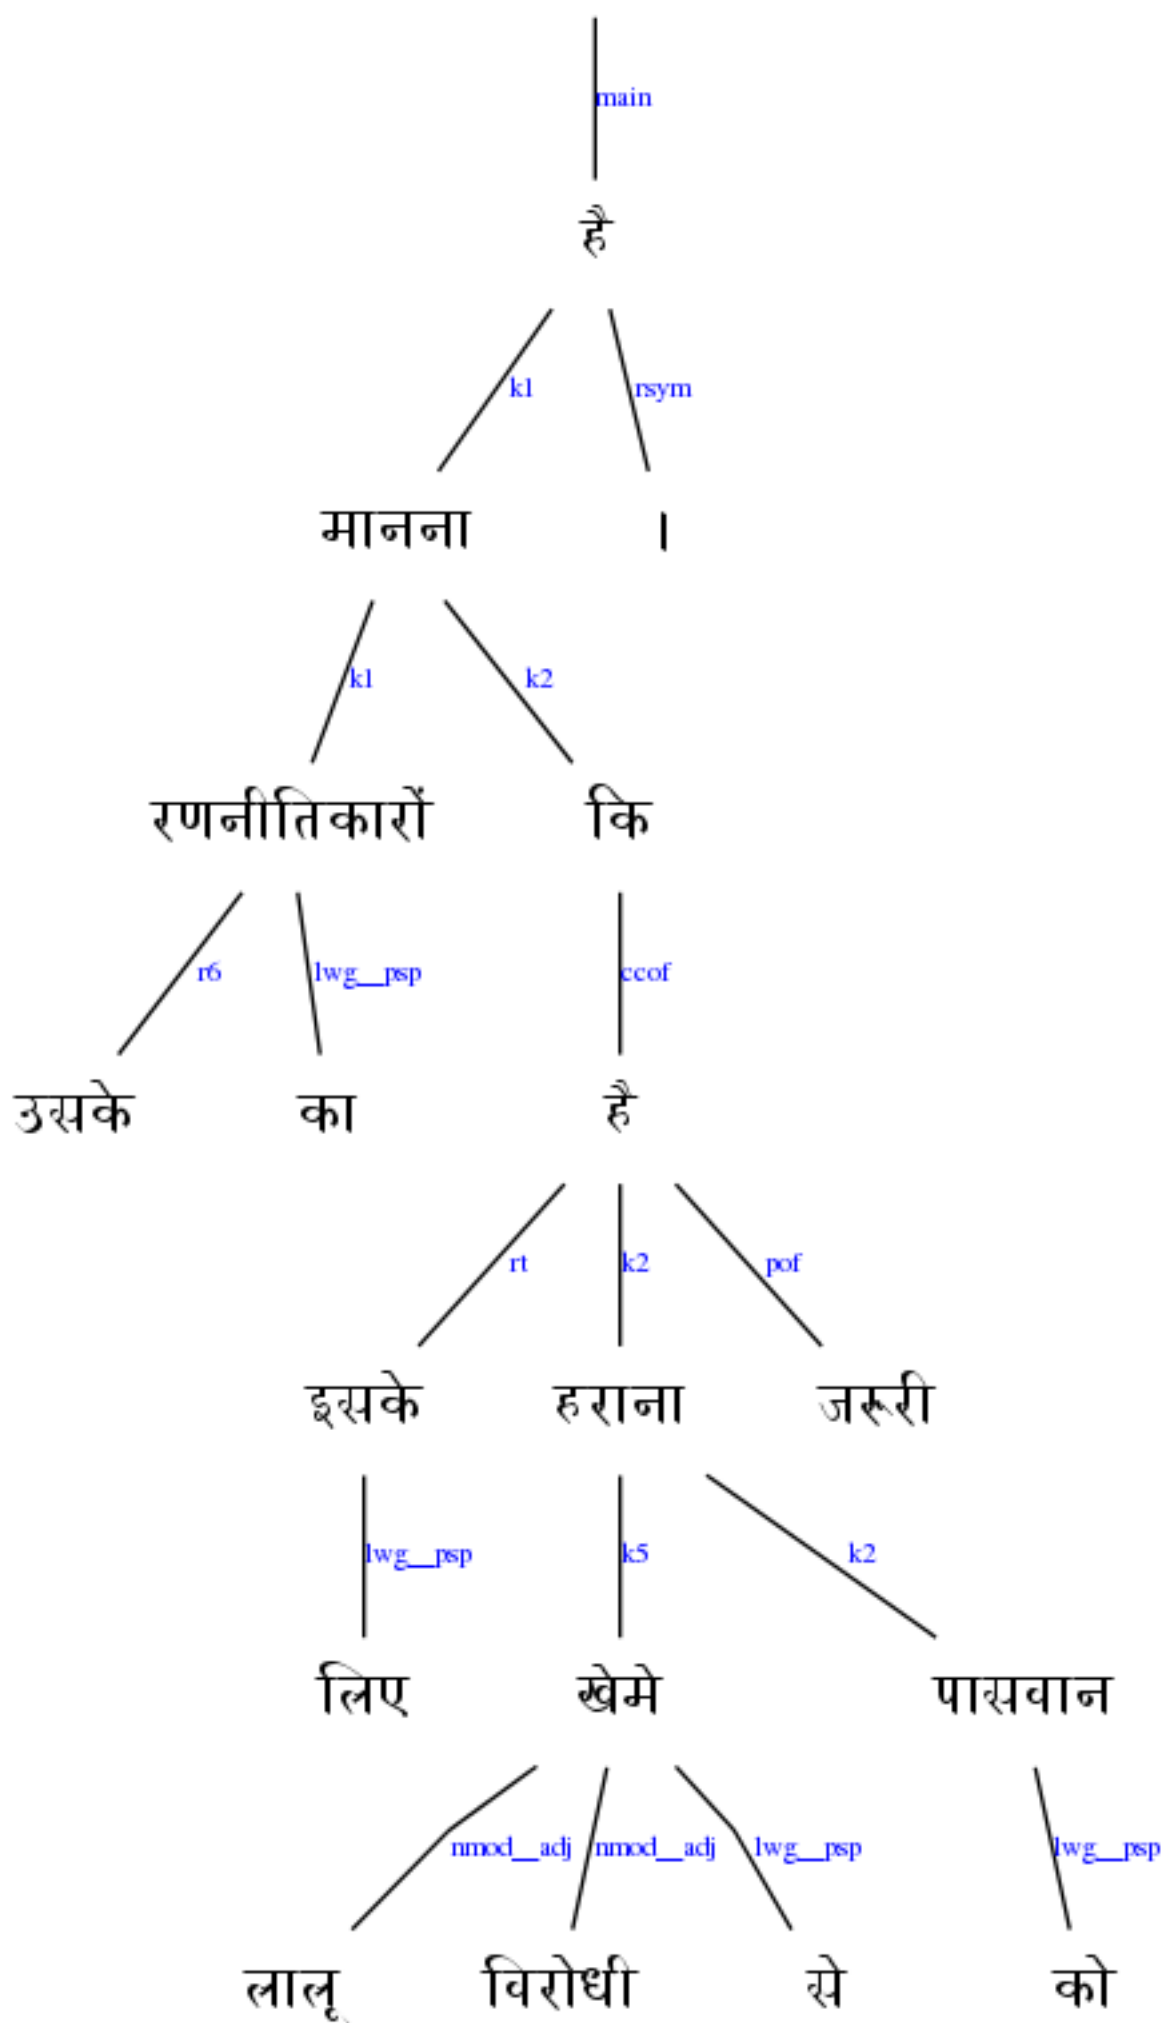 main
है
k1 rsym
मानना ।
k1 k2
रणनीतिकारों कि
r6 lwg__psp ccof
उसके का है
rt k2 pof
इसके हराना जरूरी
lwg__psp k5 k2
लिए खेमे पासवान
nmod__adj nmod__adj lwg__psp lwg__psp
लालू विरोधी से को